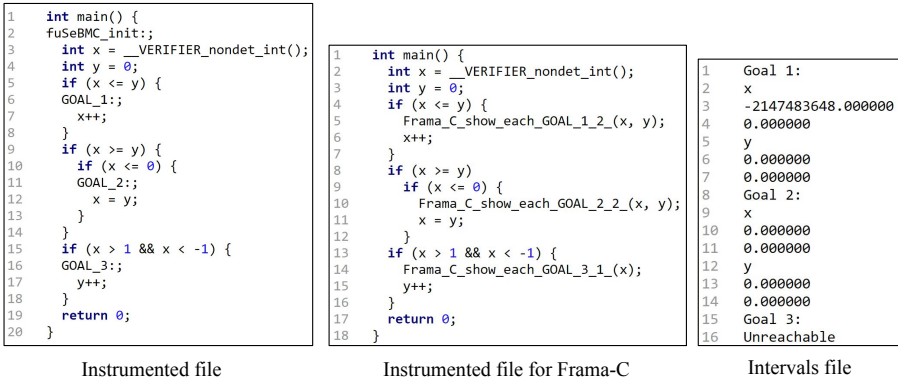 1 int main() {
2 fuSeBMC_init:;
3 int x = __VERIFIER_nondet_int();
4 int y = 0;
5 if (x <= y) {
6 GOAL_1:;
7 x++;
8 }
9 if (x >= y) {
10 if (x <= 0) {
11 GOAL_2:;
12 x = y;
13 }
14 }
15 if (x > 1 && x < -1) {
16 GOAL_3:;
17 y++;
18 }
19 return 0;
20 }
Instrumented file
1 int main() {
2 int x = __VERIFIER_nondet_int();
3 int y = 0;
4 if (x <= y) {
5 Frama_C_show_each_GOAL_1_2_(x, y);
6 x++;
7 }
8 if (x >= y)
9 if (x <= 0) {
10 Frama_C_show_each_GOAL_2_2_(x, y);
11 x = y;
12 }
13 if (x > 1 && x < -1) {
14 Frama_C_show_each_GOAL_3_1_(x);
15 y++;
16 }
17 return 0;
18 }
Instrumented file for Frama-C
1 Goal 1:
2 x
3 -2147483648.000000
4 0.000000
5 y
6 0.000000
7 0.000000
8 Goal 2:
9 x
10 0.000000
11 0.000000
12 y
13 0.000000
14 0.000000
15 Goal 3:
16 Unreachable
Intervals file